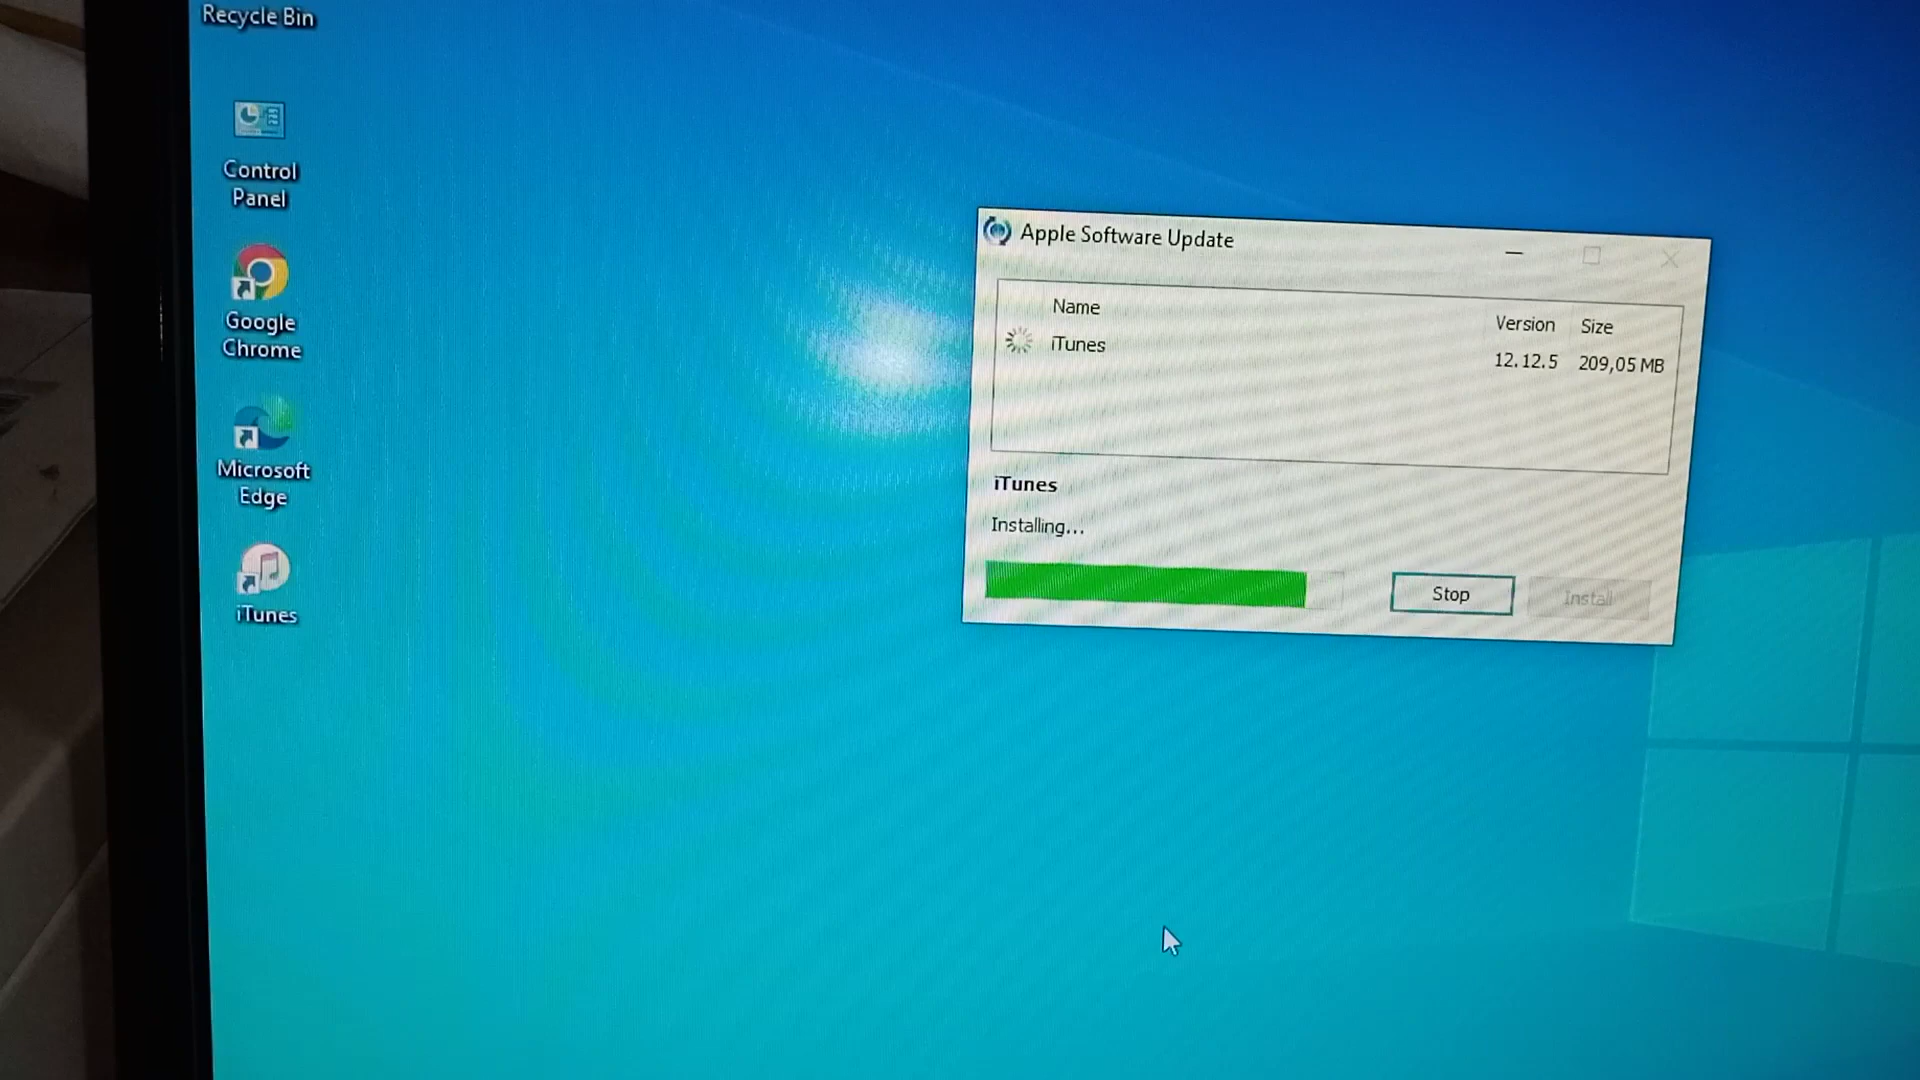 Recycle Bin
Control
Panel
Google
Chrome
Microsoft
Edge
iTunes
Apple Software Update
Name Version Size
iTunes 12.12.5 209,05 MB
iTunes
Installing...
Stop Install